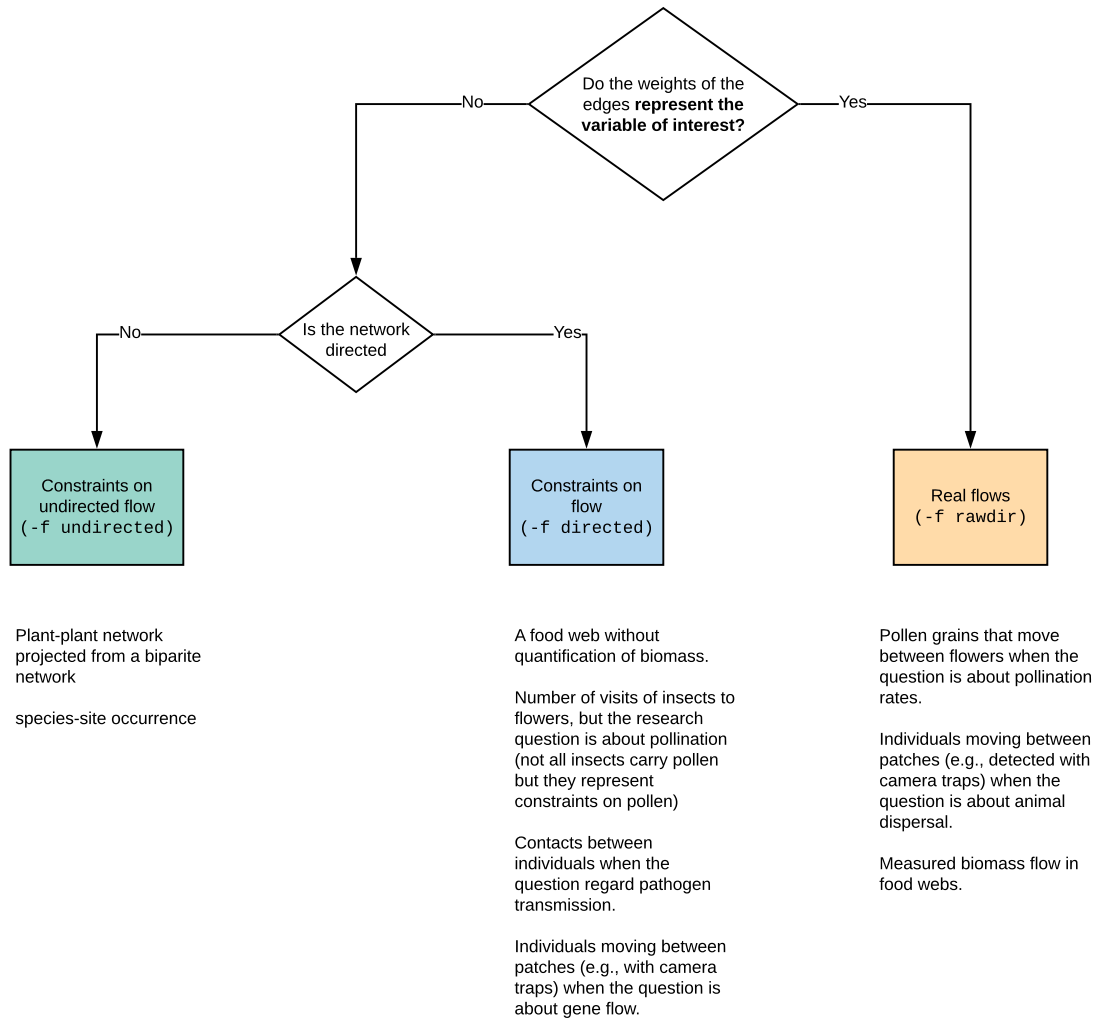 Do the weights of the
edges represent the
variable of interest?
No
Yes
Is the network
directed
No
Yes
Constraints on
undirected flow
(-f undirected)
Constraints on
flow
(-f directed)
Real flows
(-f rawdir)
Plant-plant network
projected from a biparite
network
species-site occurrence
A food web without
quantification of biomass.
Number of visits of insects to
flowers, but the research
question is about pollination
(not all insects carry pollen
but they represent
constraints on pollen)
Contacts between
individuals when the
question regard pathogen
transmission.
Individuals moving between
patches (e.g., with camera
traps) when the question is
about gene flow.
Pollen grains that move
between flowers when the
question is about pollination
rates.
Individuals moving between
patches (e.g., detected with
camera traps) when the
question is about animal
dispersal.
Measured biomass flow in
food webs.